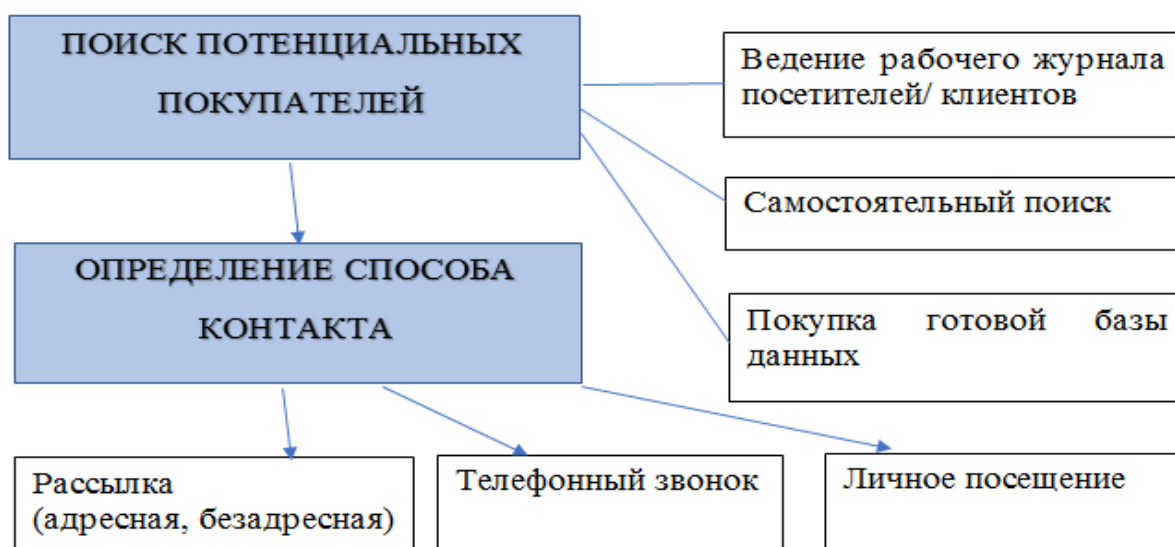 ПОИСК ПОТЕНЦИАЛЬНЫХ
ПОКУПАТЕЛЕЙ
Ведение рабочего журнала
посетителей/ клиентов
Самостоятельный поиск
Покупка готовой базы
данных
ОПРЕДЕЛЕНИЕ СПОСОБА
КОНТАКТА
Рассылка
(адресная, безадресная)
Телефонный звонок
Личное посещение